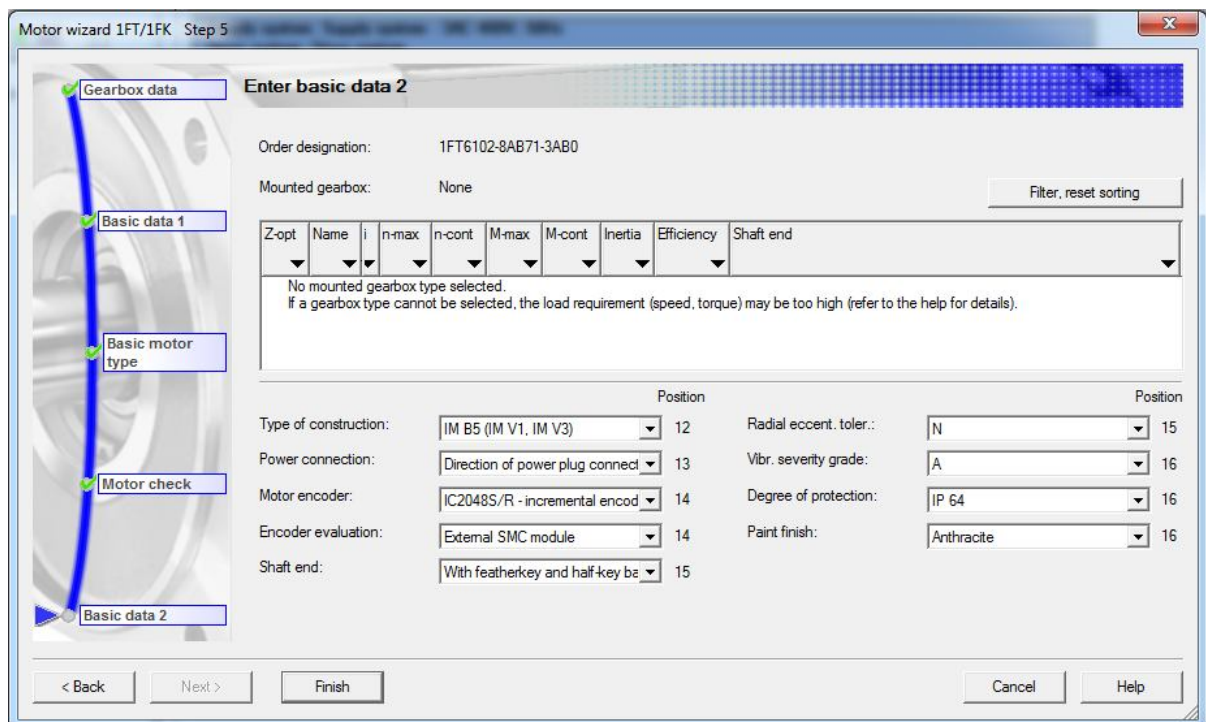 Motor wizard 1FT/1FK Step 5
Gearbox data
Basic data 1
Basic motor
type
Motor check
Basic data 2
Enter basic data 2
Order designation: 1FT6102-8AB71-3AB0
Mounted gearbox: None
Filter, reset sorting
Z-opt Name i n-max n-cont M-max M-cont Inertia Efficiency Shaft end
No mounted gearbox type selected.
If a gearbox type cannot be selected, the load requirement (speed, torque) may be too high (refer to the help for details).
Position Position
Type of construction: IM B5 (IM V1, IM V3) 12 Radial eccent. toler.: N 15
Power connection: Direction of power plug connect 13 Vibr. severity grade: A 16
Motor encoder: IC2048S/R - incremental encod 14 Degree of protection: IP 64 16
Encoder evaluation: External SMC module 14 Paint finish: Anthracite 16
Shaft end: With featherkey and half-key ba 15
< Back Next > Finish Cancel Help